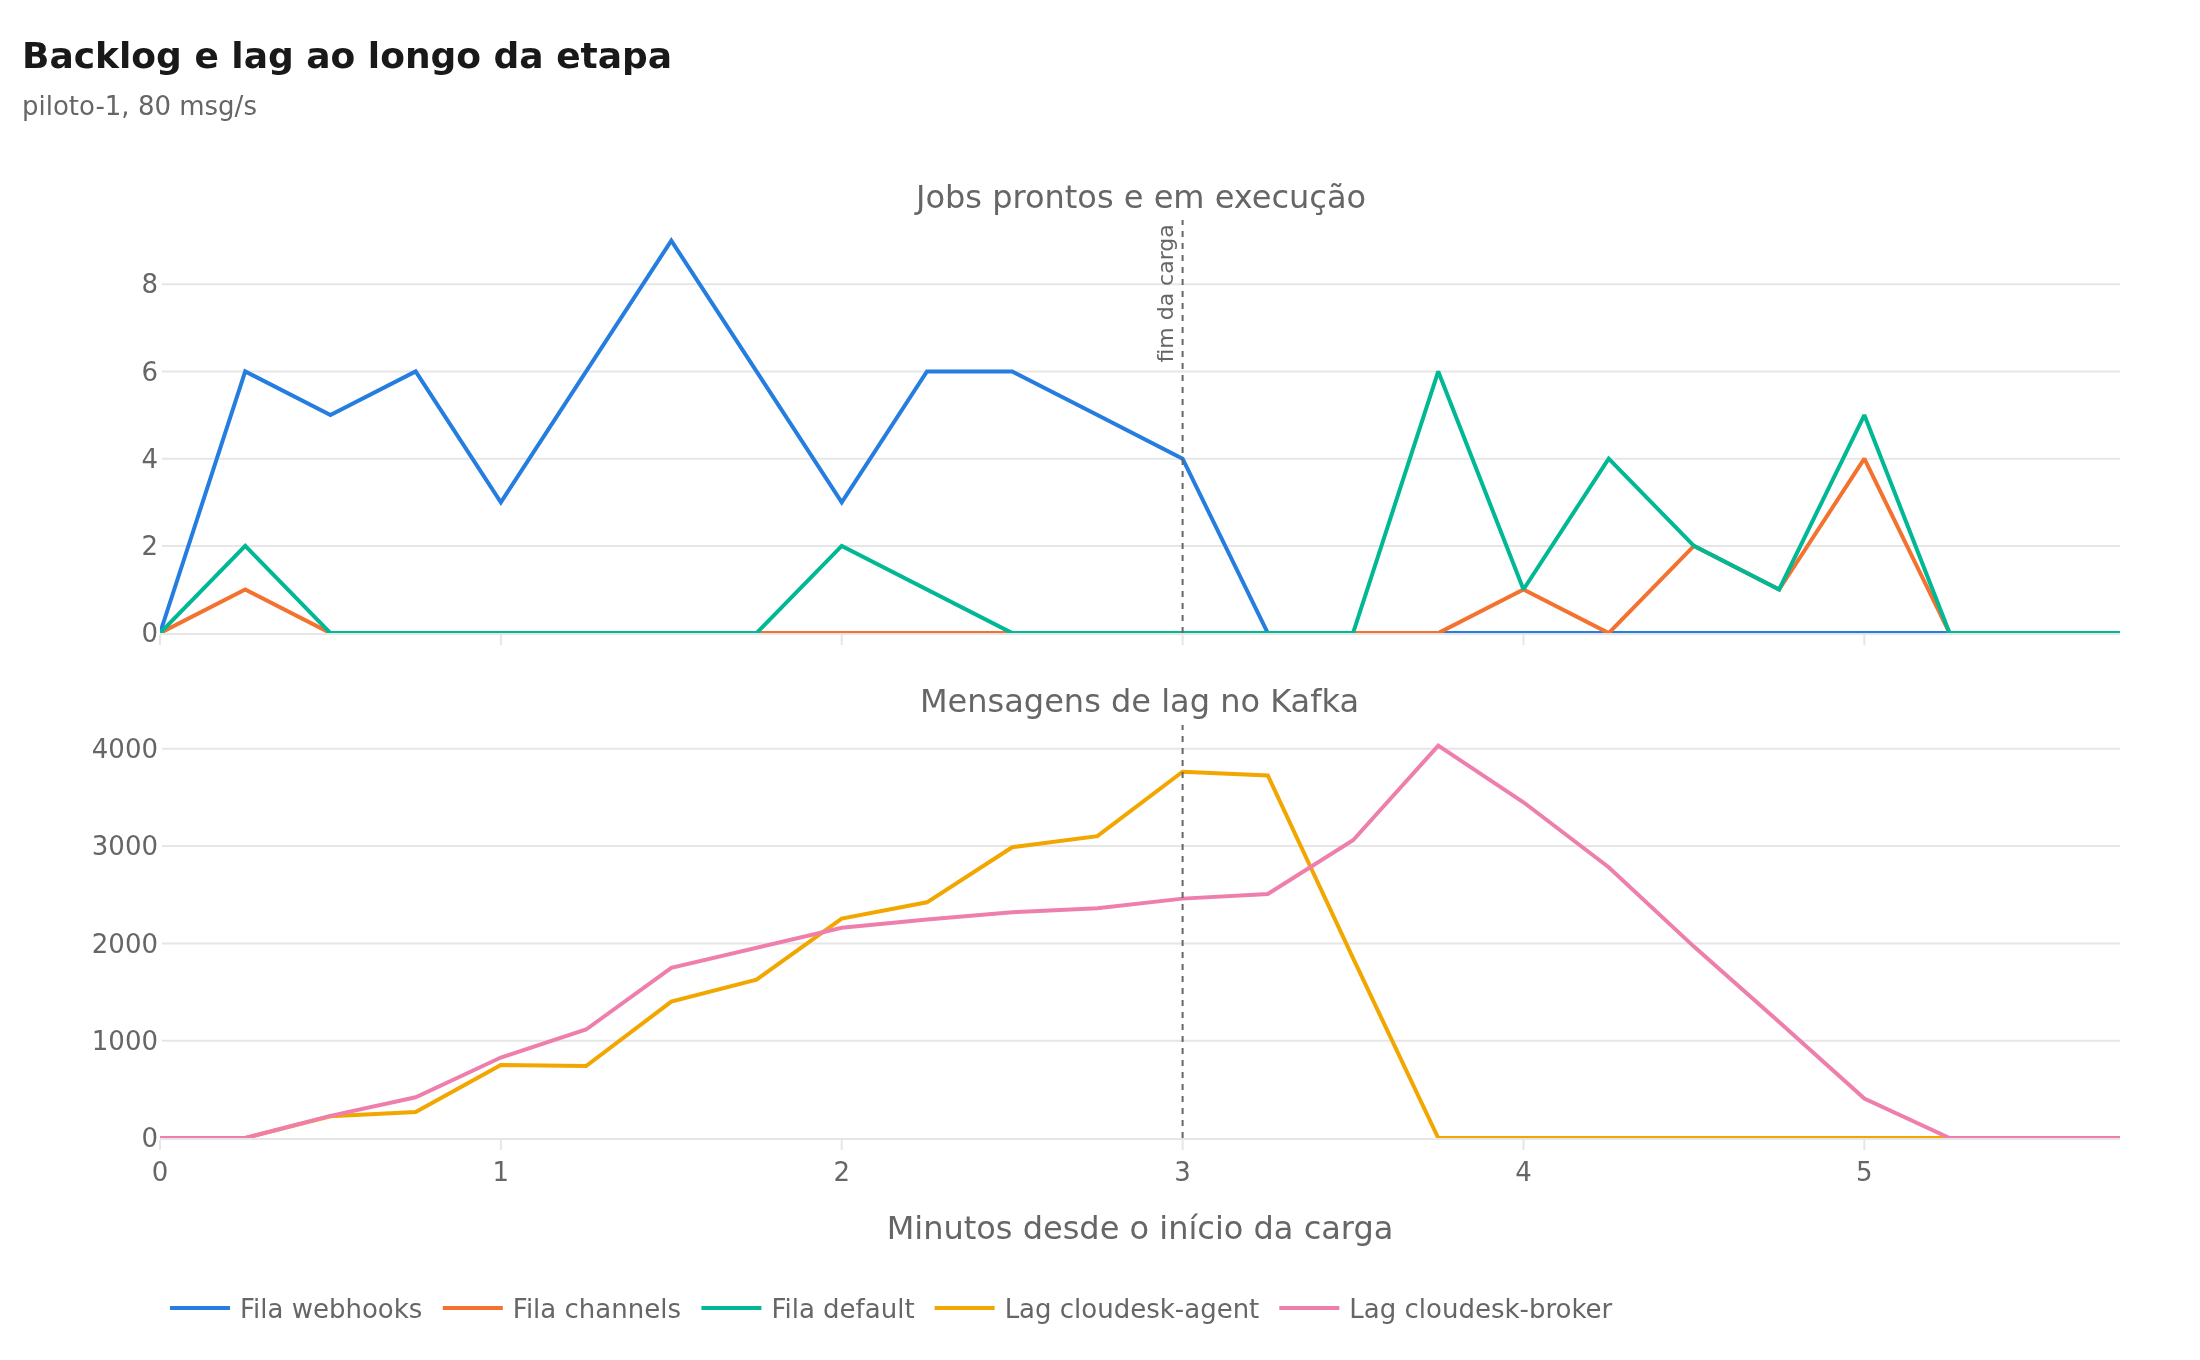 Backlog e lag ao longo da etapa
piloto-1, 80 msg/s
Jobs prontos e em execução
fim da carga
8
6
4
2
0
Mensagens de lag no Kafka
4000
3000
2000
1000
0
0 1 2 3 4 5
Minutos desde o início da carga
Fila webhooks Fila channels Fila default Lag cloudesk-agent Lag cloudesk-broker